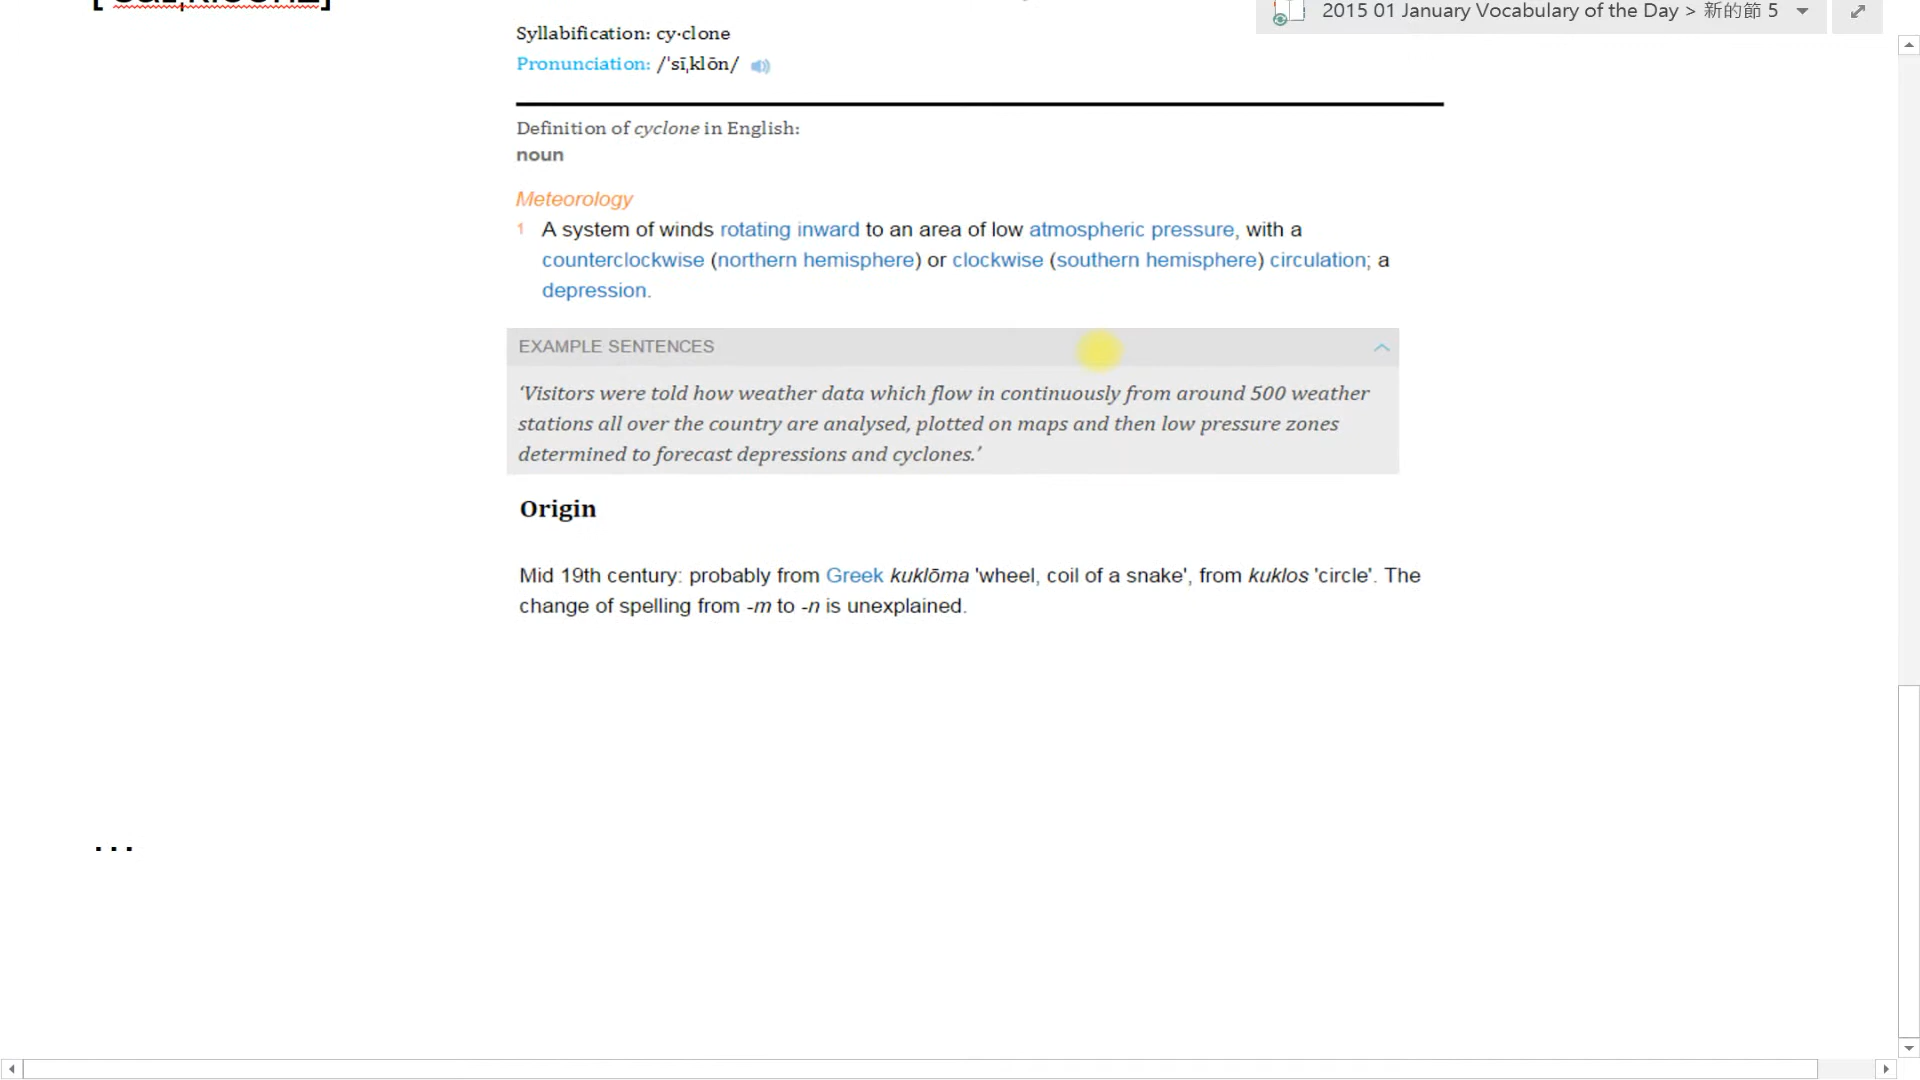 2015 01 January Vocabulary of the Day > 新的節 5
Syllabification: cy·clone
Pronunciation: /ˈsīˌklōn/
Definition of cyclone in English:
noun
Meteorology
1 A system of winds rotating inward to an area of low atmospheric pressure, with a
counterclockwise (northern hemisphere) or clockwise (southern hemisphere) circulation; a
depression.
EXAMPLE SENTENCES
‘Visitors were told how weather data which flow in continuously from around 500 weather
stations all over the country are analysed, plotted on maps and then low pressure zones
determined to forecast depressions and cyclones.’
Origin
Mid 19th century: probably from Greek kuklōma 'wheel, coil of a snake', from kuklos 'circle'. The
change of spelling from -m to -n is unexplained.
...